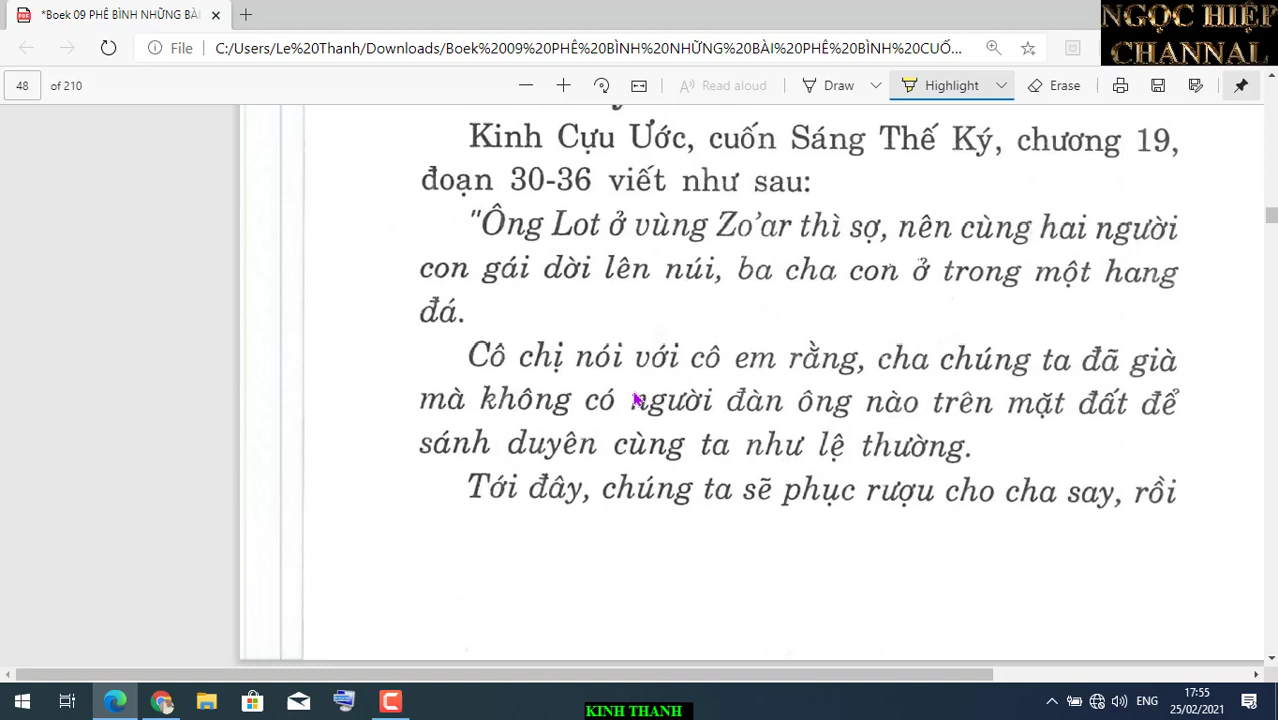 *Boek 09 PHÊ BÌNH NHỮNG BÀI
NGỌC HIỆP
CHANNAL
File
C:/Users/Le%20Thanh/Downloads/Boek%2009%20PHÊ%20BÌNH%20NHỮNG%20BÀI%20PHÊ%20BÌNH%20CUỐ...
48 of 210
Read aloud
Draw
Highlight
Erase
Kinh Cựu Ước, cuốn Sáng Thế Ký, chương 19,
đoạn 30-36 viết như sau:
"Ông Lot ở vùng Zo'ar thì sợ, nên cùng hai người
con gái dời lên núi, ba cha con ở trong một hang
đá.
Cô chị nói với cô em rằng, cha chúng ta đã già
mà không có người đàn ông nào trên mặt đất để
sánh duyên cùng ta như lệ thường.
Tới đây, chúng ta sẽ phục rượu cho cha say, rồi
ENG
17:55
25/02/2021
KINH THANH